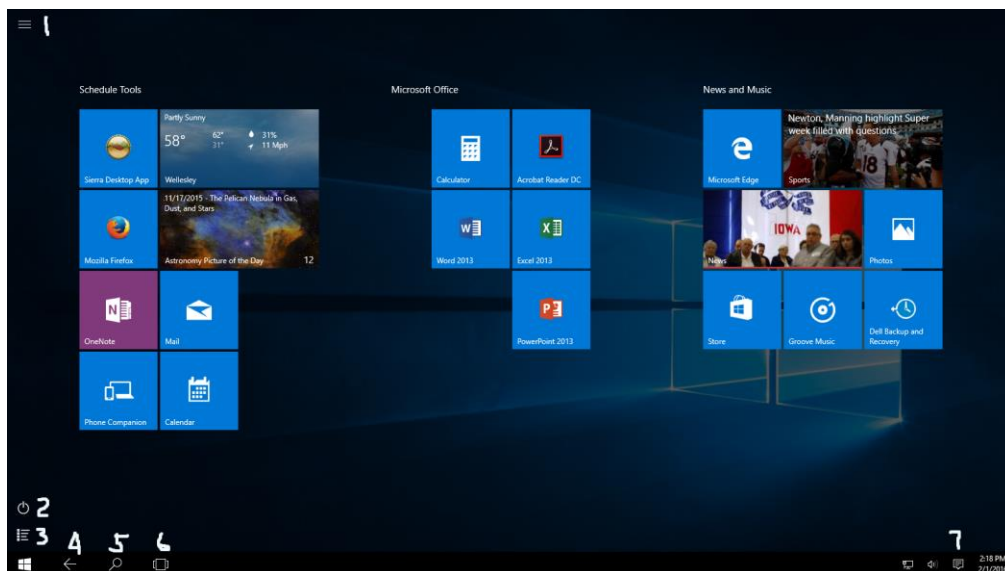 1
Schedule Tools
Microsoft Office
News and Music
Partly Sunny
58°
62°
31°
31%
11 Mph
Sierra Desktop App
Wellesley
Calculator
Acrobat Reader DC
Microsoft Edge
Newton, Manning highlight Super
week filled with questions
18
Sports
11/17/2015 - The Pelican Nebula in Gas,
Dust, and Stars
Mozilla Firefox
Astronomy Picture of the Day
12
Word 2013
Excel 2013
IOWA
News
Photos
OneNote
Mail
PowerPoint 2013
Store
Groove Music
Dell Backup and
Recovery
Phone Companion
Calendar
2
3
4
5
6
7
2:18 PM